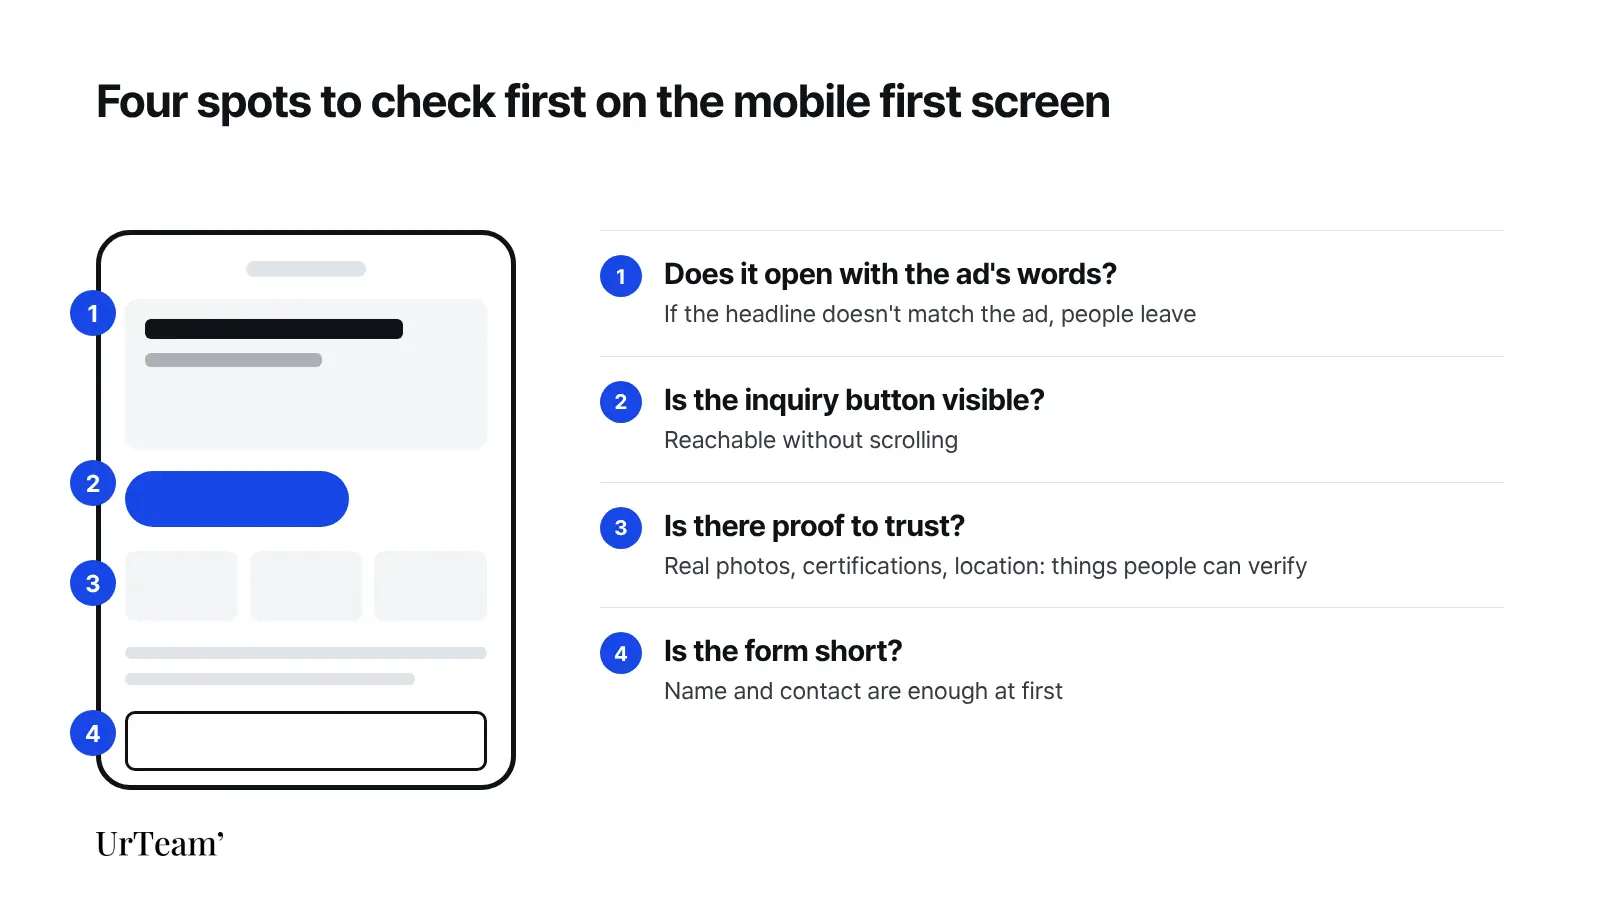 Four spots to check first on the mobile first screen
1
2
3
4
1
Does it open with the ad's words?
If the headline doesn't match the ad, people leave
2
Is the inquiry button visible?
Reachable without scrolling
3
Is there proof to trust?
Real photos, certifications, location: things people can verify
4
Is the form short?
Name and contact are enough at first
UrTeam’